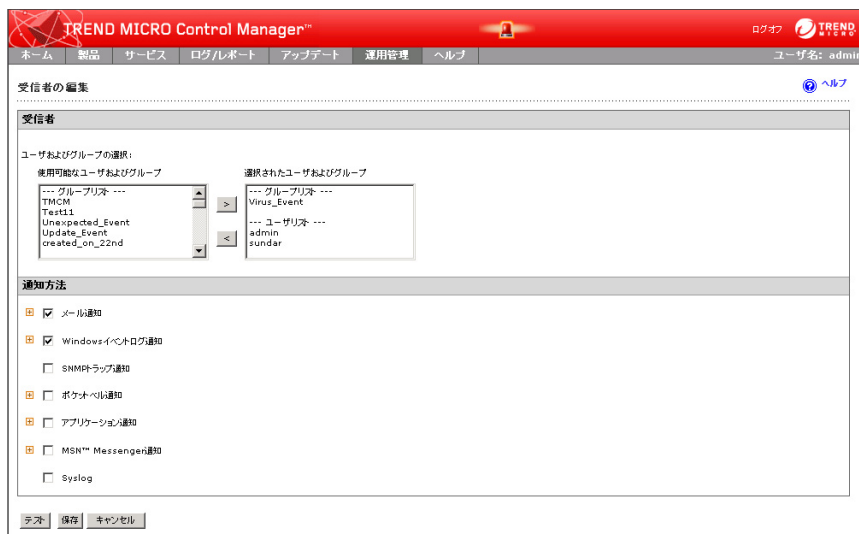 TREND MICRO Control Manager™
ログオフ
TREND MICRO
ホーム 製品 サービス ログ/レポート アップデート 運用管理 ヘルプ ユーザ名: admin
受信者の編集
ヘルプ
受信者
ユーザおよびグループの選択:
使用可能なユーザおよびグループ 選択されたユーザおよびグループ
--- グループリスト ---
TMCM
Test11
Unexpected_Event
Update_Event
created_on_22nd
>
<
--- グループリスト ---
Virus_Event
--- ユーザリスト ---
admin
sundar
通知方法
メール通知
Windowsイベントログ通知
SNMPトラップ通知
ポケットベル通知
アプリケーション通知
MSN™ Messenger通知
Syslog
テスト 保存 キャンセル